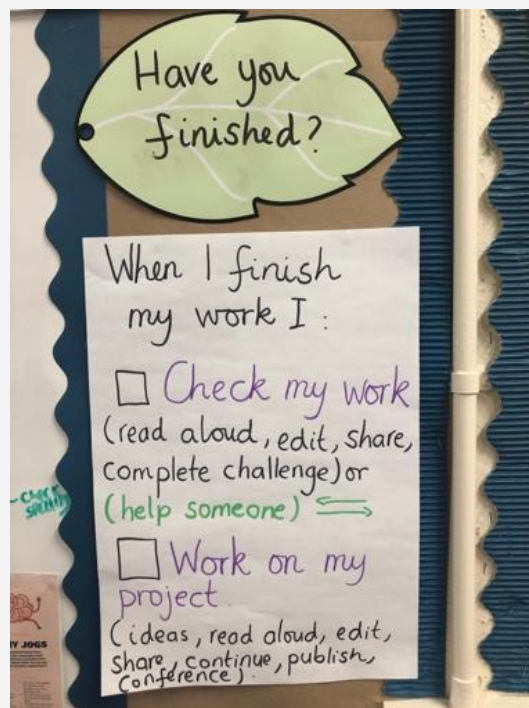 Have you
finished?
When I finish
my work I :
Check my work
(read aloud, edit, share,
complete challenge) or
(help someone)
Work on my
project
(ideas, read aloud, edit,
share, continue, publish,
conference).
JOGS